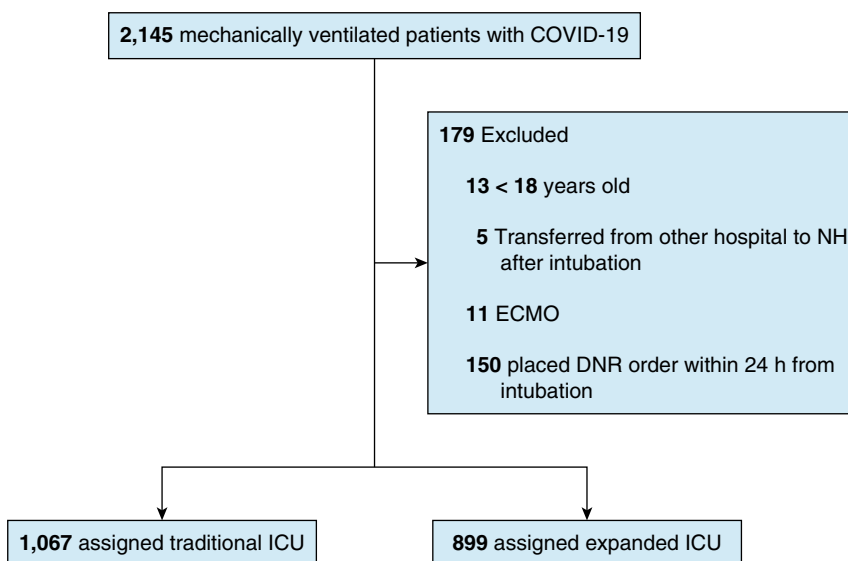 2,145 mechanically ventilated patients with COVID-19
179 Excluded
13 < 18 years old
5 Transferred from other hospital to NH
after intubation
11 ECMO
150 placed DNR order within 24 h from
intubation
1,067 assigned traditional ICU
899 assigned expanded ICU